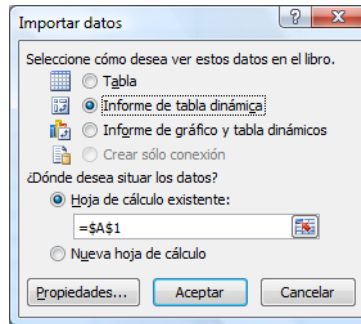 Importar datos
Seleccione cómo desea ver estos datos en el libro.
Tabla
Informe de tabla dinámica
Informe de gráfico y tabla dinámicos
Crear sólo conexión
¿Dónde desea situar los datos?
Hoja de cálculo existente:
=$A$1
Nueva hoja de cálculo
Propiedades... Aceptar Cancelar